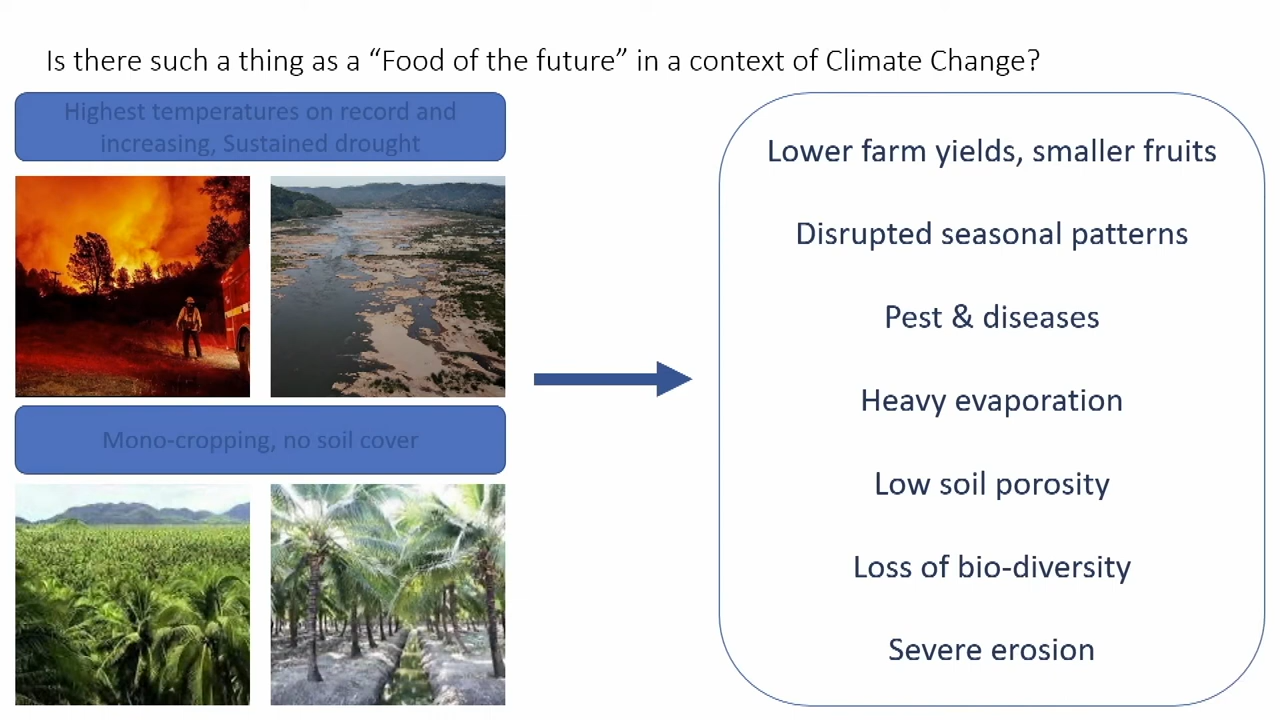 Is there such a thing as a “Food of the future” in a context of Climate Change?
Highest temperatures on record and
increasing, Sustained drought
Mono-cropping, no soil cover
Lower farm yields, smaller fruits
Disrupted seasonal patterns
Pest & diseases
Heavy evaporation
Low soil porosity
Loss of bio-diversity
Severe erosion